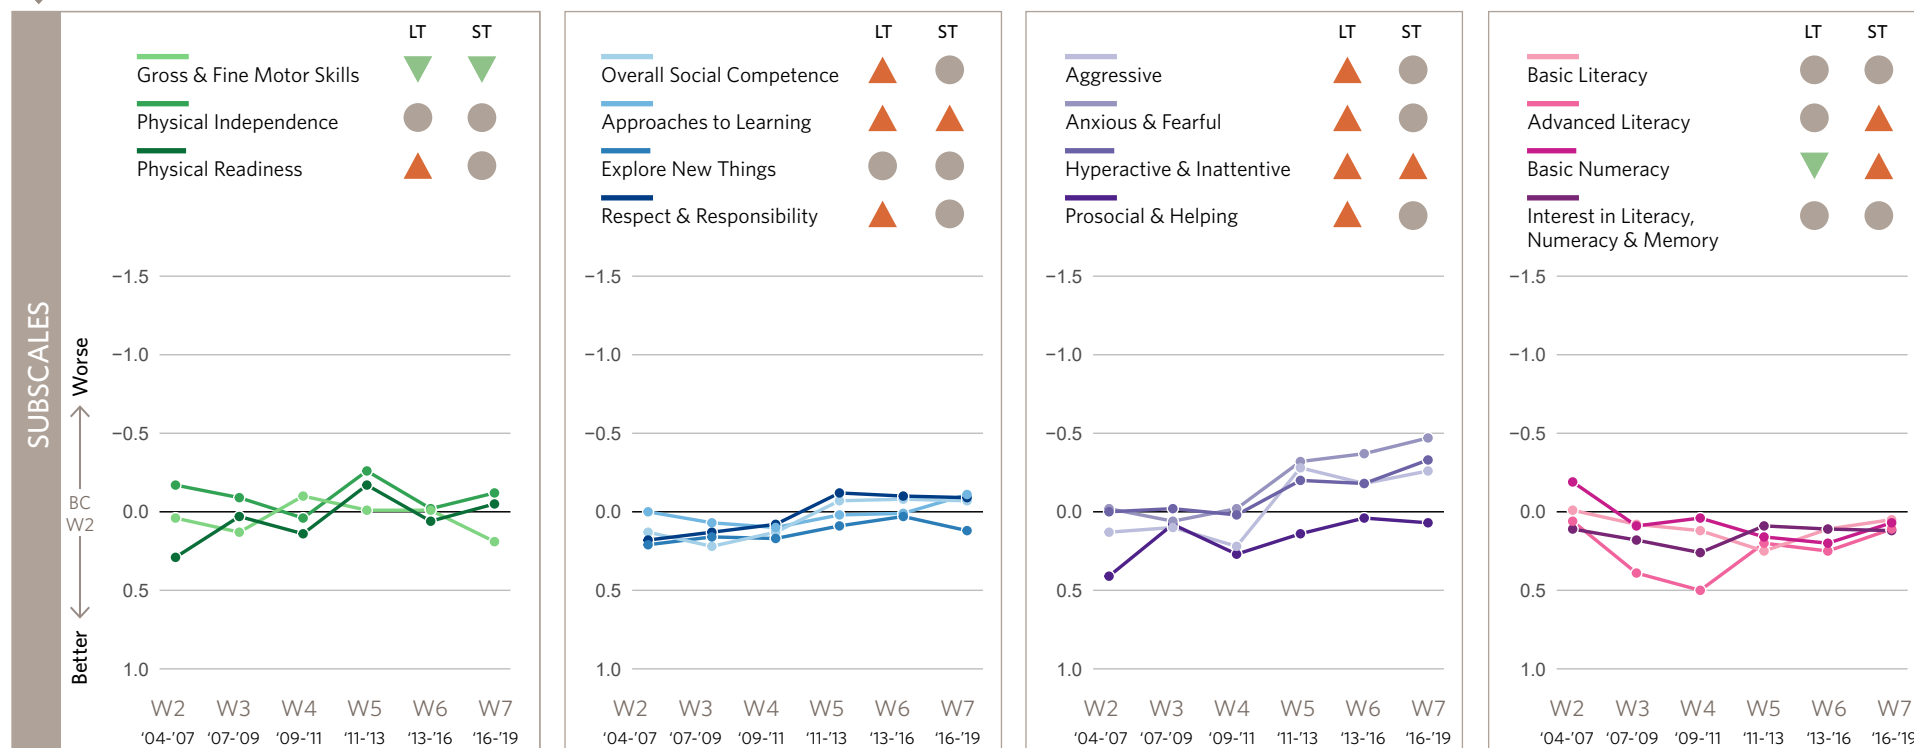 SUBSCALES
Worse
BC
W2
Better
LT ST
Gross & Fine Motor Skills
Physical Independence
Physical Readiness
−1.5
−1.0
−0.5
0.0
0.5
1.0
W2 W3 W4 W5 W6 W7
‘04-’07 ‘07-’09 ‘09-’11 ‘11-’13 ‘13-’16 ‘16-’19
LT ST
Overall Social Competence
Approaches to Learning
Explore New Things
Respect & Responsibility
−1.5
−1.0
−0.5
0.0
0.5
1.0
W2 W3 W4 W5 W6 W7
‘04-’07 ‘07-’09 ‘09-’11 ‘11-’13 ‘13-’16 ‘16-’19
LT ST
Aggressive
Anxious & Fearful
Hyperactive & Inattentive
Prosocial & Helping
−1.5
−1.0
−0.5
0.0
0.5
1.0
W2 W3 W4 W5 W6 W7
‘04-’07 ‘07-’09 ‘09-’11 ‘11-’13 ‘13-’16 ‘16-’19
LT ST
Basic Literacy
Advanced Literacy
Basic Numeracy
Interest in Literacy,
Numeracy & Memory
−1.5
−1.0
−0.5
0.0
0.5
1.0
W2 W3 W4 W5 W6 W7
‘04-’07 ‘07-’09 ‘09-’11 ‘11-’13 ‘13-’16 ‘16-’19